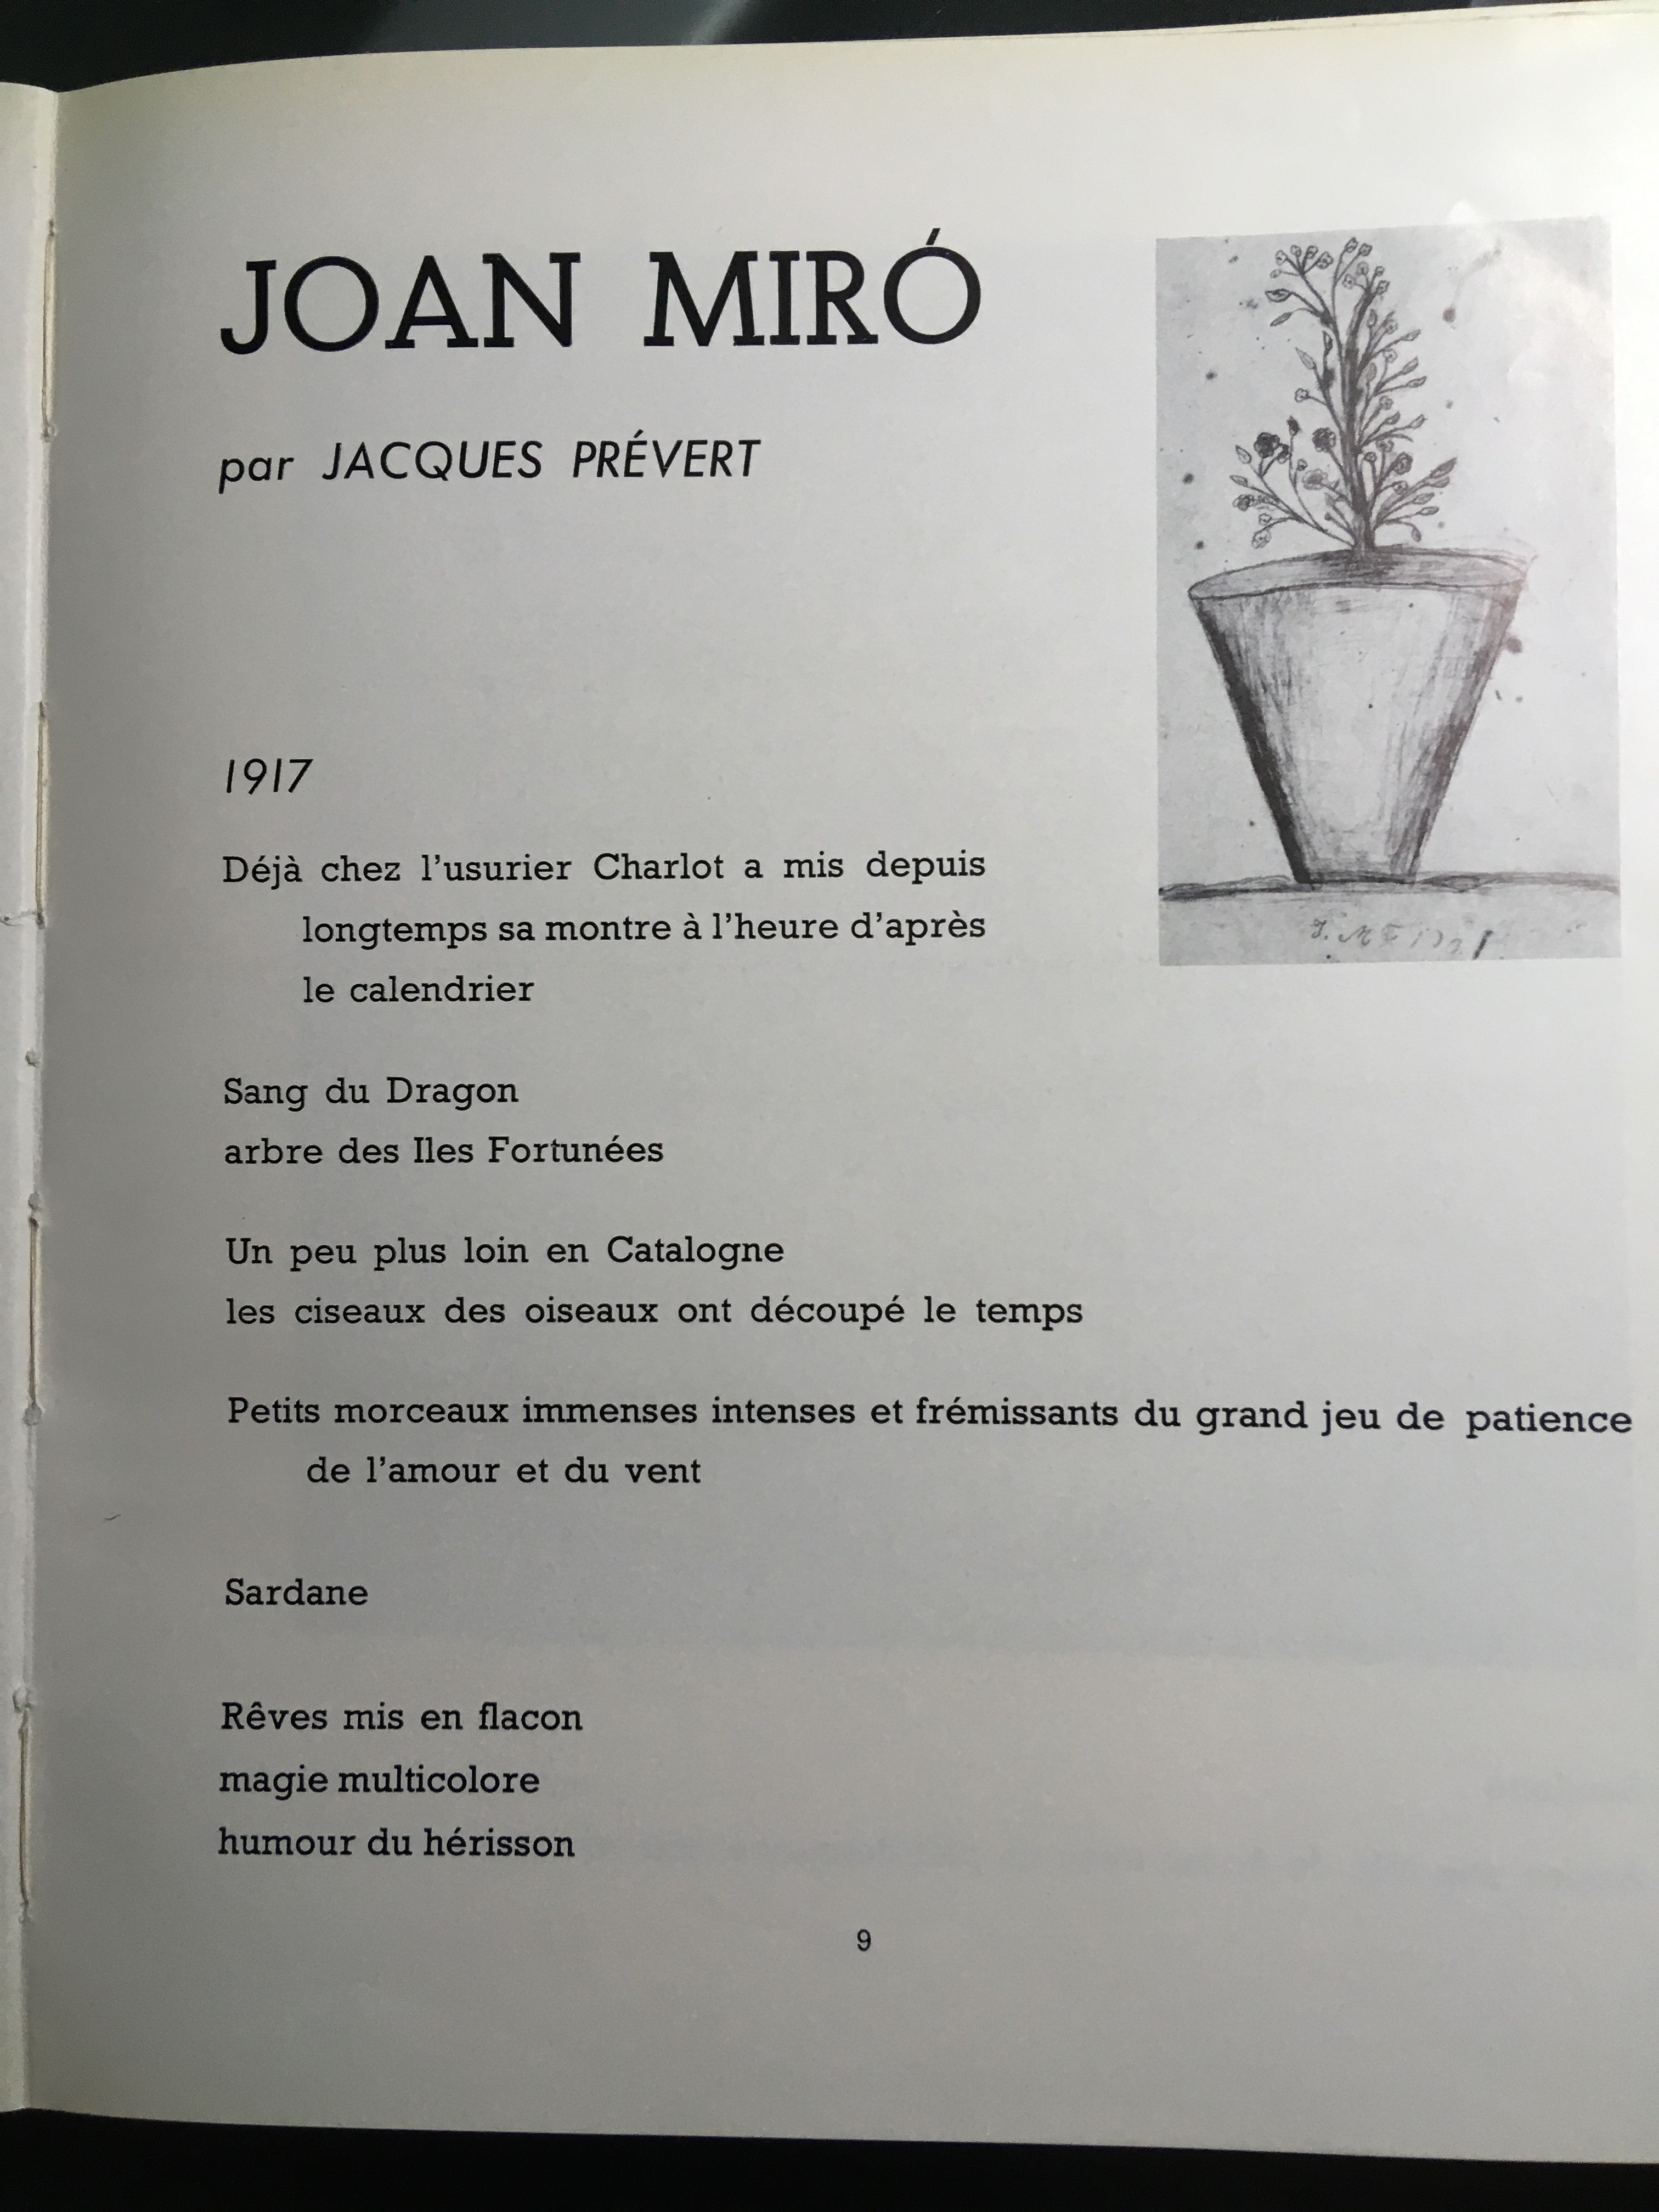 JOAN MIRÓ
par JACQUES PRÉVERT
1917
Déjà chez l'usurier Charlot a mis depuis
longtemps sa montre à l'heure d'après
le calendrier
Sang du Dragon
arbre des Iles Fortunées
Un peu plus loin en Catalogne
les ciseaux des oiseaux ont découpé le temps
Petits morceaux immenses intenses et frémissants du grand jeu de patience
de l'amour et du vent
Sardane
Rêves mis en flacon
magie multicolore
humour du hérisson
9